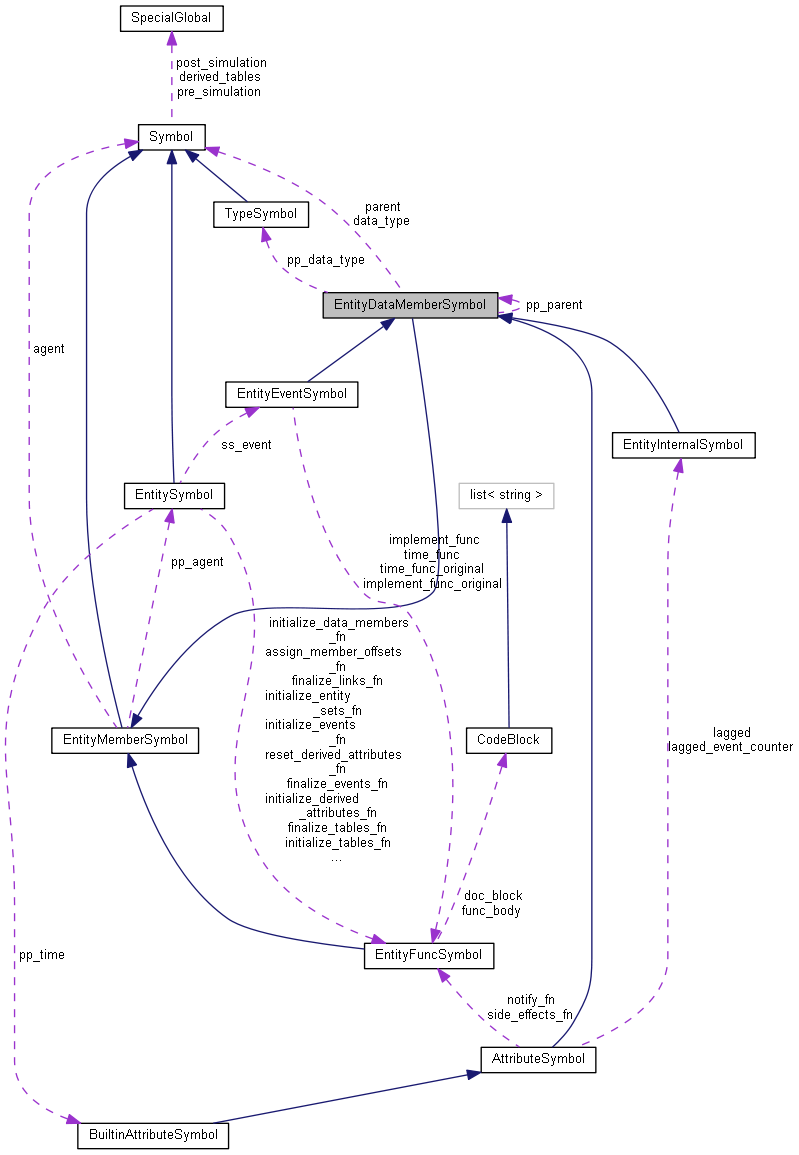 SpecialGlobal
post_simulation
derived_tables
pre_simulation
Symbol
TypeSymbol
parent
data_type
pp_data_type
EntityDataMemberSymbol
pp_parent
agent
EntityEventSymbol
EntityInternalSymbol
ss_event
EntitySymbol
list< string >
implement_func
time_func
time_func_original
implement_func_original
pp_agent
initialize_data_members
_fn
assign_member_offsets
_fn
finalize_links_fn
initialize_entity
_sets_fn
initialize_events
_fn
reset_derived_attributes
_fn
finalize_events_fn
initialize_derived
_attributes_fn
finalize_tables_fn
initialize_tables_fn
...
EntityMemberSymbol
CodeBlock
lagged
lagged_event_counter
doc_block
func_body
pp_time
EntityFuncSymbol
notify_fn
side_effects_fn
AttributeSymbol
BuiltinAttributeSymbol